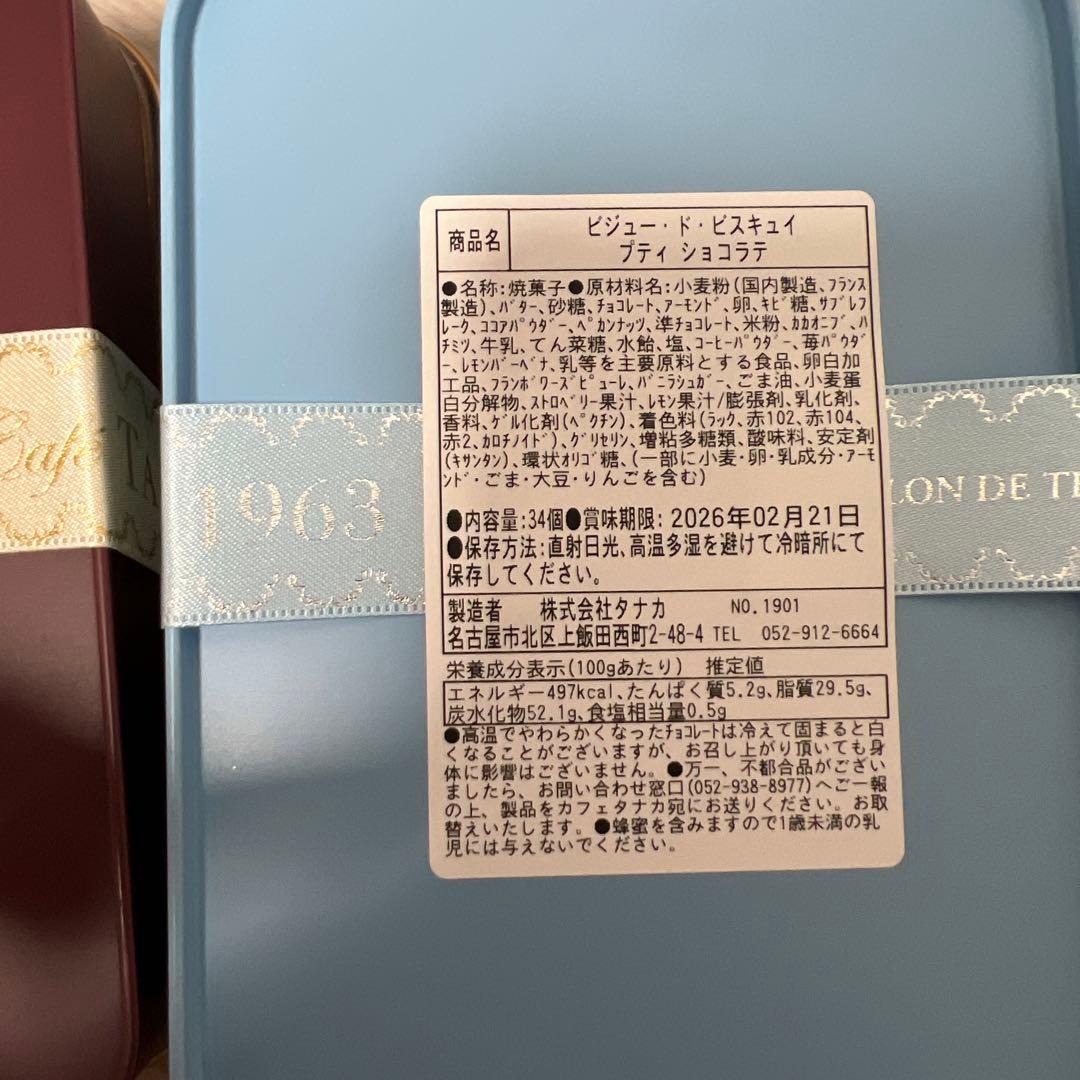 商品名
ビジュー・ド・ビスキュイ
プティ ショコラテ
●名称:焼菓子●原材料名:小麦粉(国内製造、フランス
製造)、バター、砂糖、チョコレート、アーモンド、卵、キビ糖、サブレフ
レーク、ココアパウダー、ペカンナッツ、準チョコレート、米粉、カカオニブ、ハ
チミツ、牛乳、てん菜糖、水飴、塩、コーヒーパウダー、苺パウダ
ー、レモンバーベナ、乳等を主要原料とする食品、卵白加
工品、フランボワーズピューレ、バニラシュガー、ごま油、小麦蛋
白分解物、ストロベリー果汁、レモン果汁/膨張剤、乳化剤、
香料、ゲル化剤(ペクチン)、着色料(ラック、赤102、赤104、
赤2、カロチノイド)、グリセリン、増粘多糖類、酸味料、安定剤
(キサンタン)、環状オリゴ糖、(一部に小麦・卵・乳成分・アーモ
ンド・ごま・大豆・りんごを含む)
●内容量:34個●賞味期限: 2026年02月21日
●保存方法:直射日光、高温多湿を避けて冷暗所にて
保存してください。
製造者 株式会社タナカ NO.1901
名古屋市北区上飯田西町2-48-4 TEL 052-912-6664
栄養成分表示(100gあたり) 推定値
エネルギー497kcal、たんぱく質5.2g、脂質29.5g、
炭水化物52.1g、食塩相当量0.5g
●高温でやわらかくなったチョコレートは冷えて固まると白
くなることがございますが、お召し上がり頂いても身
体に影響はございません。●万一、不都合品がござい
ましたら、お問い合わせ窓口(052-938-8977)へご一報
の上、製品をカフェタナカ宛にお送りください。お取
替えいたします。●蜂蜜を含みますので1歳未満の乳
児には与えないでください。
Café TA
1963
LON DE TH